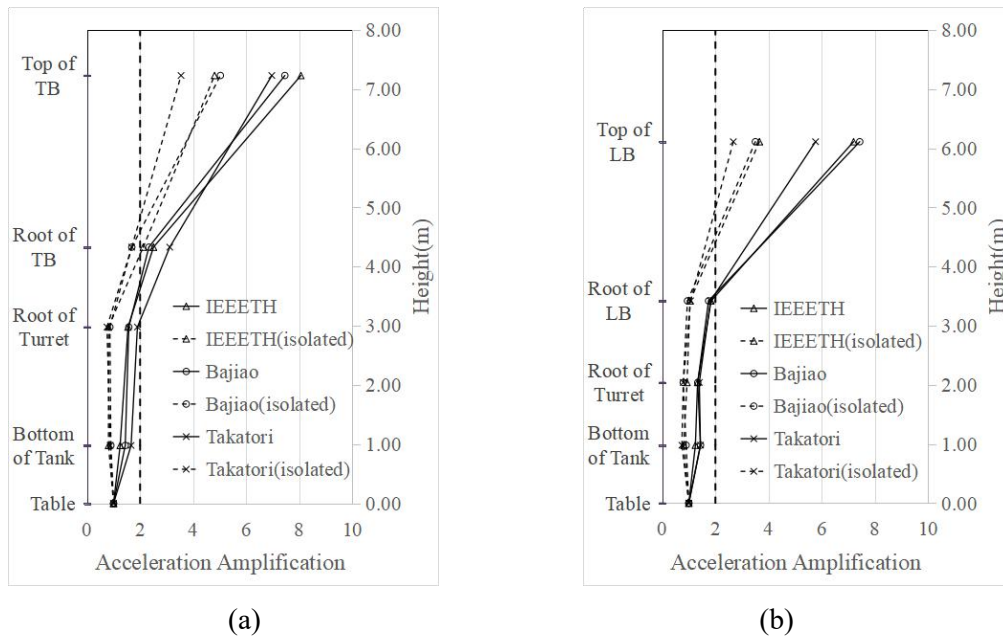 8.00
Top of
TB
7.00
6.00
5.00
Root of
TB
4.00
Height(m)
Root of
Turret
3.00
IEEETH
IEEETH(isolated)
Bajiao
Bajiao(isolated)
Takatori
Takatori(isolated)
2.00
Bottom
of Tank
1.00
Table
0.00
0 2 4 6 8 10
Acceleration Amplification
(a)
8.00
7.00
Top of
LB
6.00
5.00
4.00
Height(m)
Root of
LB
3.00
IEEETH
IEEETH(isolated)
Bajiao
Bajiao(isolated)
Takatori
Takatori(isolated)
Root of
Turret
2.00
Bottom
of Tank
1.00
Table
0.00
0 2 4 6 8 10
Acceleration Amplification
(b)